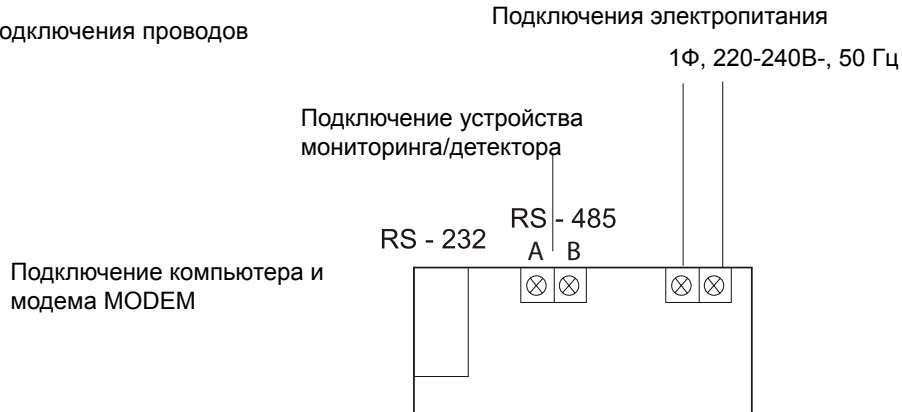 Подключения электропитания
одключения проводов
1Ф, 220-240В-, 50 Гц
Подключение устройства
мониторинга/детектора
RS - 485
RS - 232
A B
Подключение компьютера и
модема MODEM